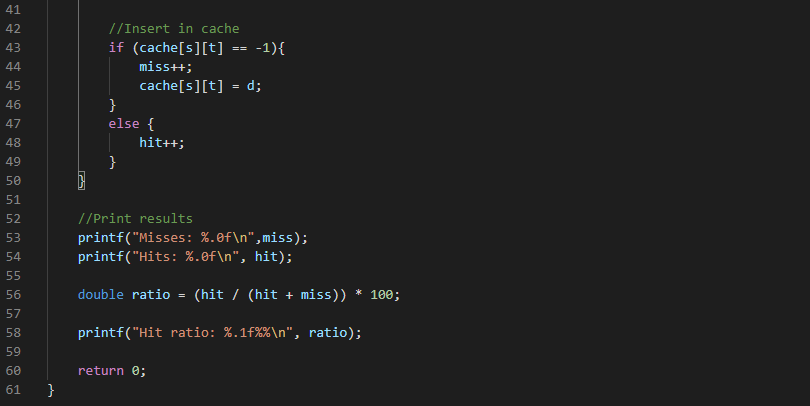 41
42 //Insert in cache
43 if (cache[s][t] == -1){
44 miss++;
45 cache[s][t] = d;
46 }
47 else {
48 hit++;
49 }
50 }
51
52 //Print results
53 printf("Misses: %.0f\n",miss);
54 printf("Hits: %.0f\n", hit);
55
56 double ratio = (hit / (hit + miss)) * 100;
57
58 printf("Hit ratio: %.1f%%\n", ratio);
59
60 return 0;
61 }